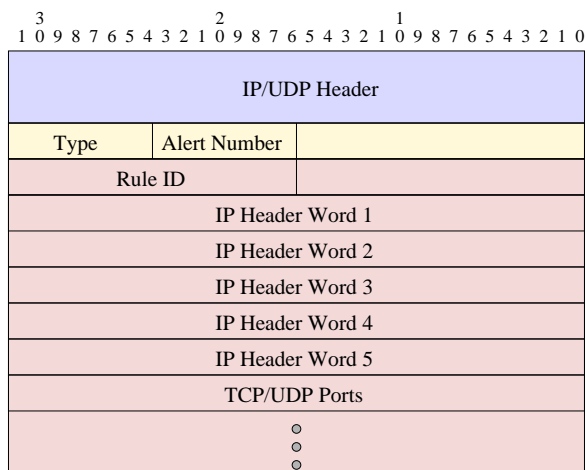 3 2 1
1 0 9 8 7 6 5 4 3 2 1 0 9 8 7 6 5 4 3 2 1 0 9 8 7 6 5 4 3 2 1 0
IP/UDP Header
Type Alert Number
Rule ID
IP Header Word 1
IP Header Word 2
IP Header Word 3
IP Header Word 4
IP Header Word 5
TCP/UDP Ports